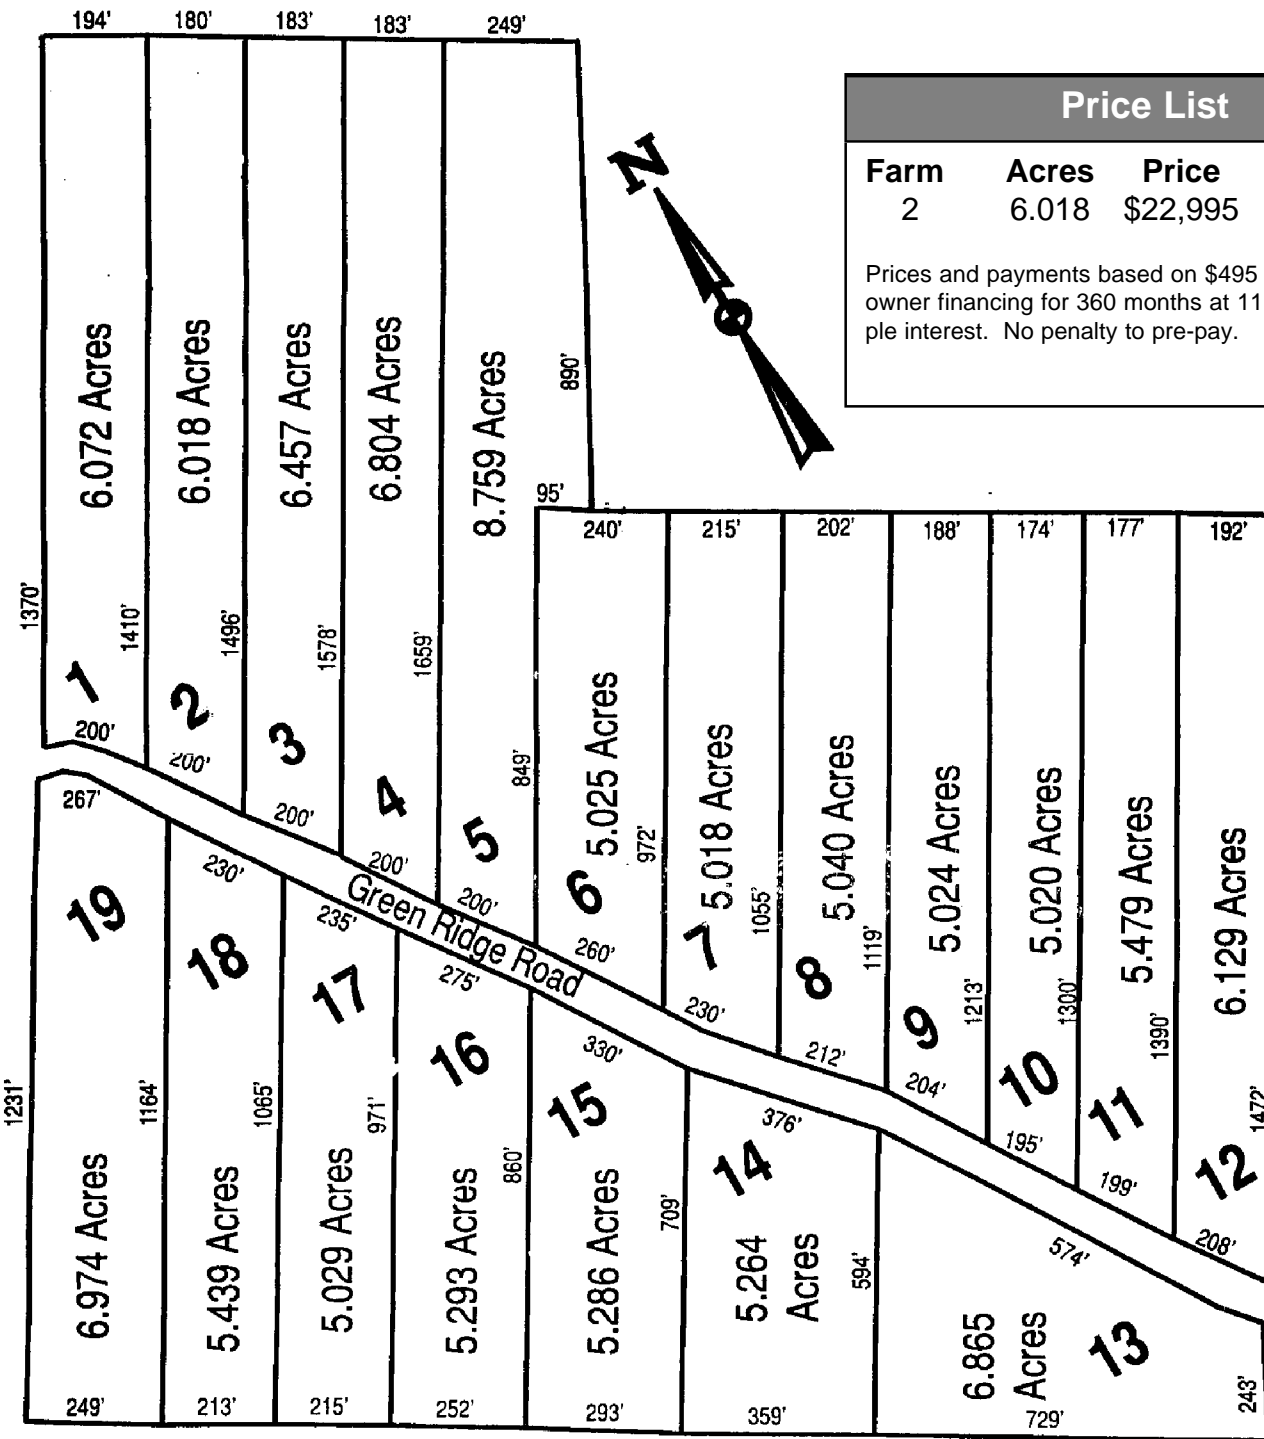 194' 180' 183' 183' 249'
Price List
Farm Acres Price
2 6.018 $22,995
Prices and payments based on $495
owner financing for 360 months at 11
ple interest. No penalty to pre-pay.
N
6.072 Acres
6.018 Acres
6.457 Acres
6.804 Acres
8.759 Acres
890'
95'
240' 215' 202' 188' 174' 177' 192'
1370'
1410'
1496'
1578'
1659'
849'
972'
1055'
1119'
1213'
1300'
1390'
1472'
1
2
3
4
5
6
7
8
9
10
11
12
5.025 Acres
5.018 Acres
5.040 Acres
5.024 Acres
5.020 Acres
5.479 Acres
6.129 Acres
200'
200'
200'
200'
200'
260'
230'
212'
204'
195'
199'
208'
Green Ridge Road
267'
230'
235'
275'
330'
376'
574'
19
18
17
16
15
14
13
1231'
1164'
1065'
971'
860'
709'
594'
243'
6.974 Acres
5.439 Acres
5.029 Acres
5.293 Acres
5.286 Acres
5.264
Acres
6.865
Acres
249' 213' 215' 252' 293' 359' 729'